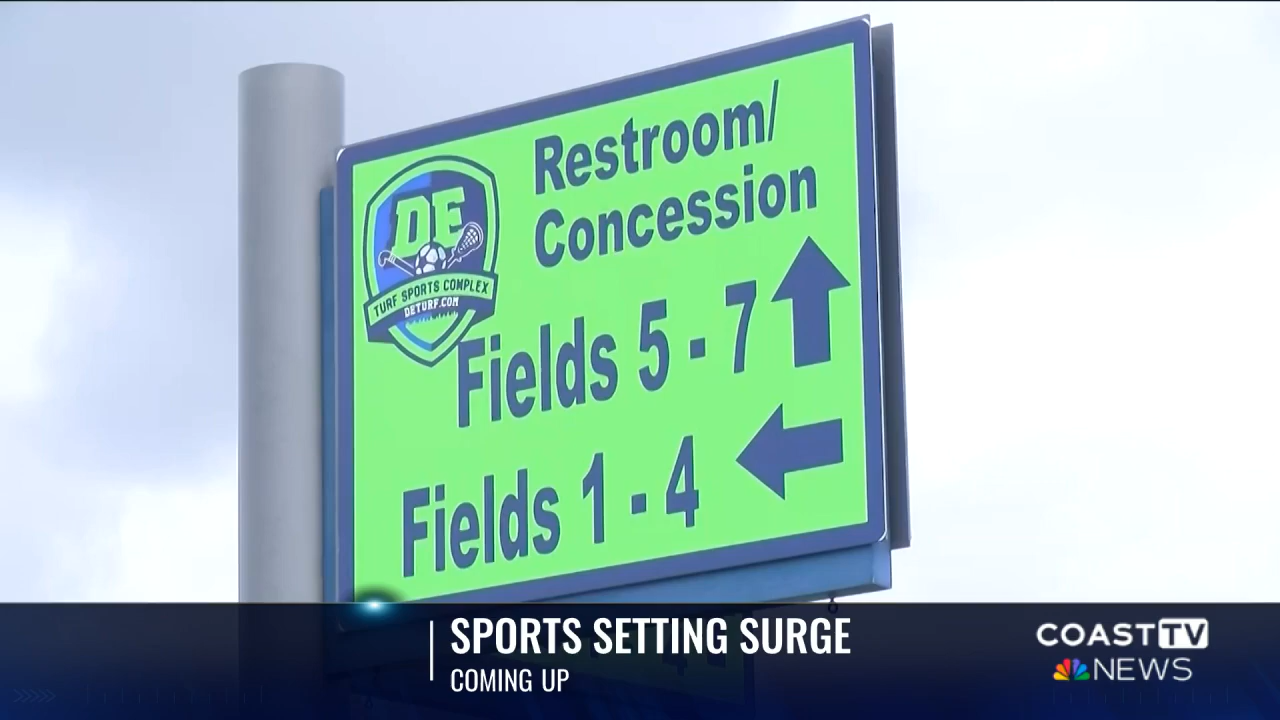 Restroom/
Concession
DE
TURF SPORTS COMPLEX
DETURF.COM
Fields 5 - 7
Fields 1 - 4
SPORTS SETTING SURGE
COMING UP
COAST TV
NEWS